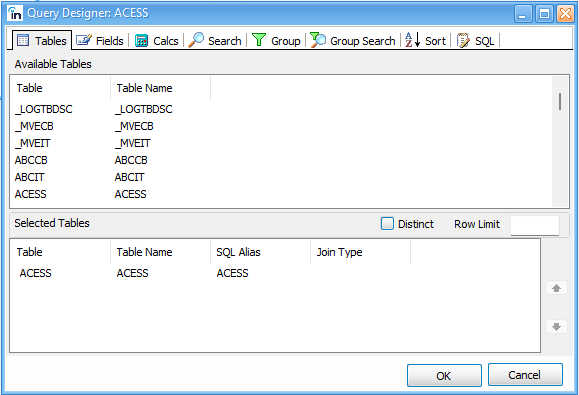 in Query Designer: ACESS
Tables Fields Calcs Search Group Group Search Sort SQL
Available Tables
Table Table Name
_LOGTBDSC _LOGTBDSC
_MVECB _MVECB
_MVEIT _MVEIT
ABCCB ABCCB
ABCIT ABCIT
ACESS ACESS
Selected Tables Distinct Row Limit
Table Table Name SQL Alias Join Type
ACESS ACESS ACESS
OK Cancel